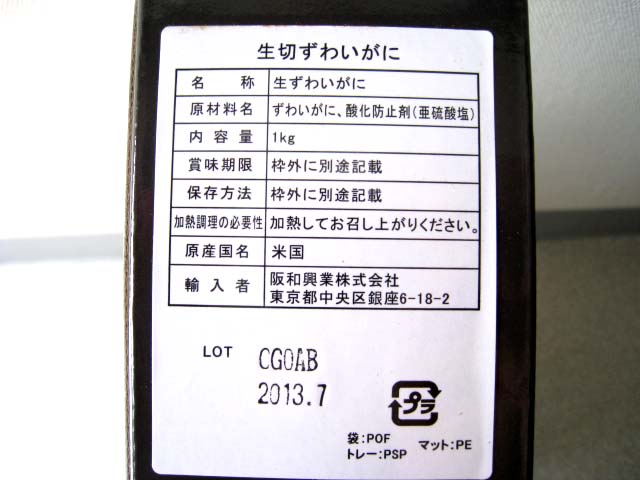 生切ずわいがに
名 称 生ずわいがに
原材料名 ずわいがに、酸化防止剤(亜硫酸塩)
内 容 量 1kg
賞味期限 枠外に別途記載
保存方法 枠外に別途記載
加熱調理の必要性 加熱してお召し上がりください。
原産国名 米国
輸 入 者 阪和興業株式会社
東京都中央区銀座6-18-2
LOT CGOAB
2013.7
プラ
袋:POF マット:PE
トレー:PSP